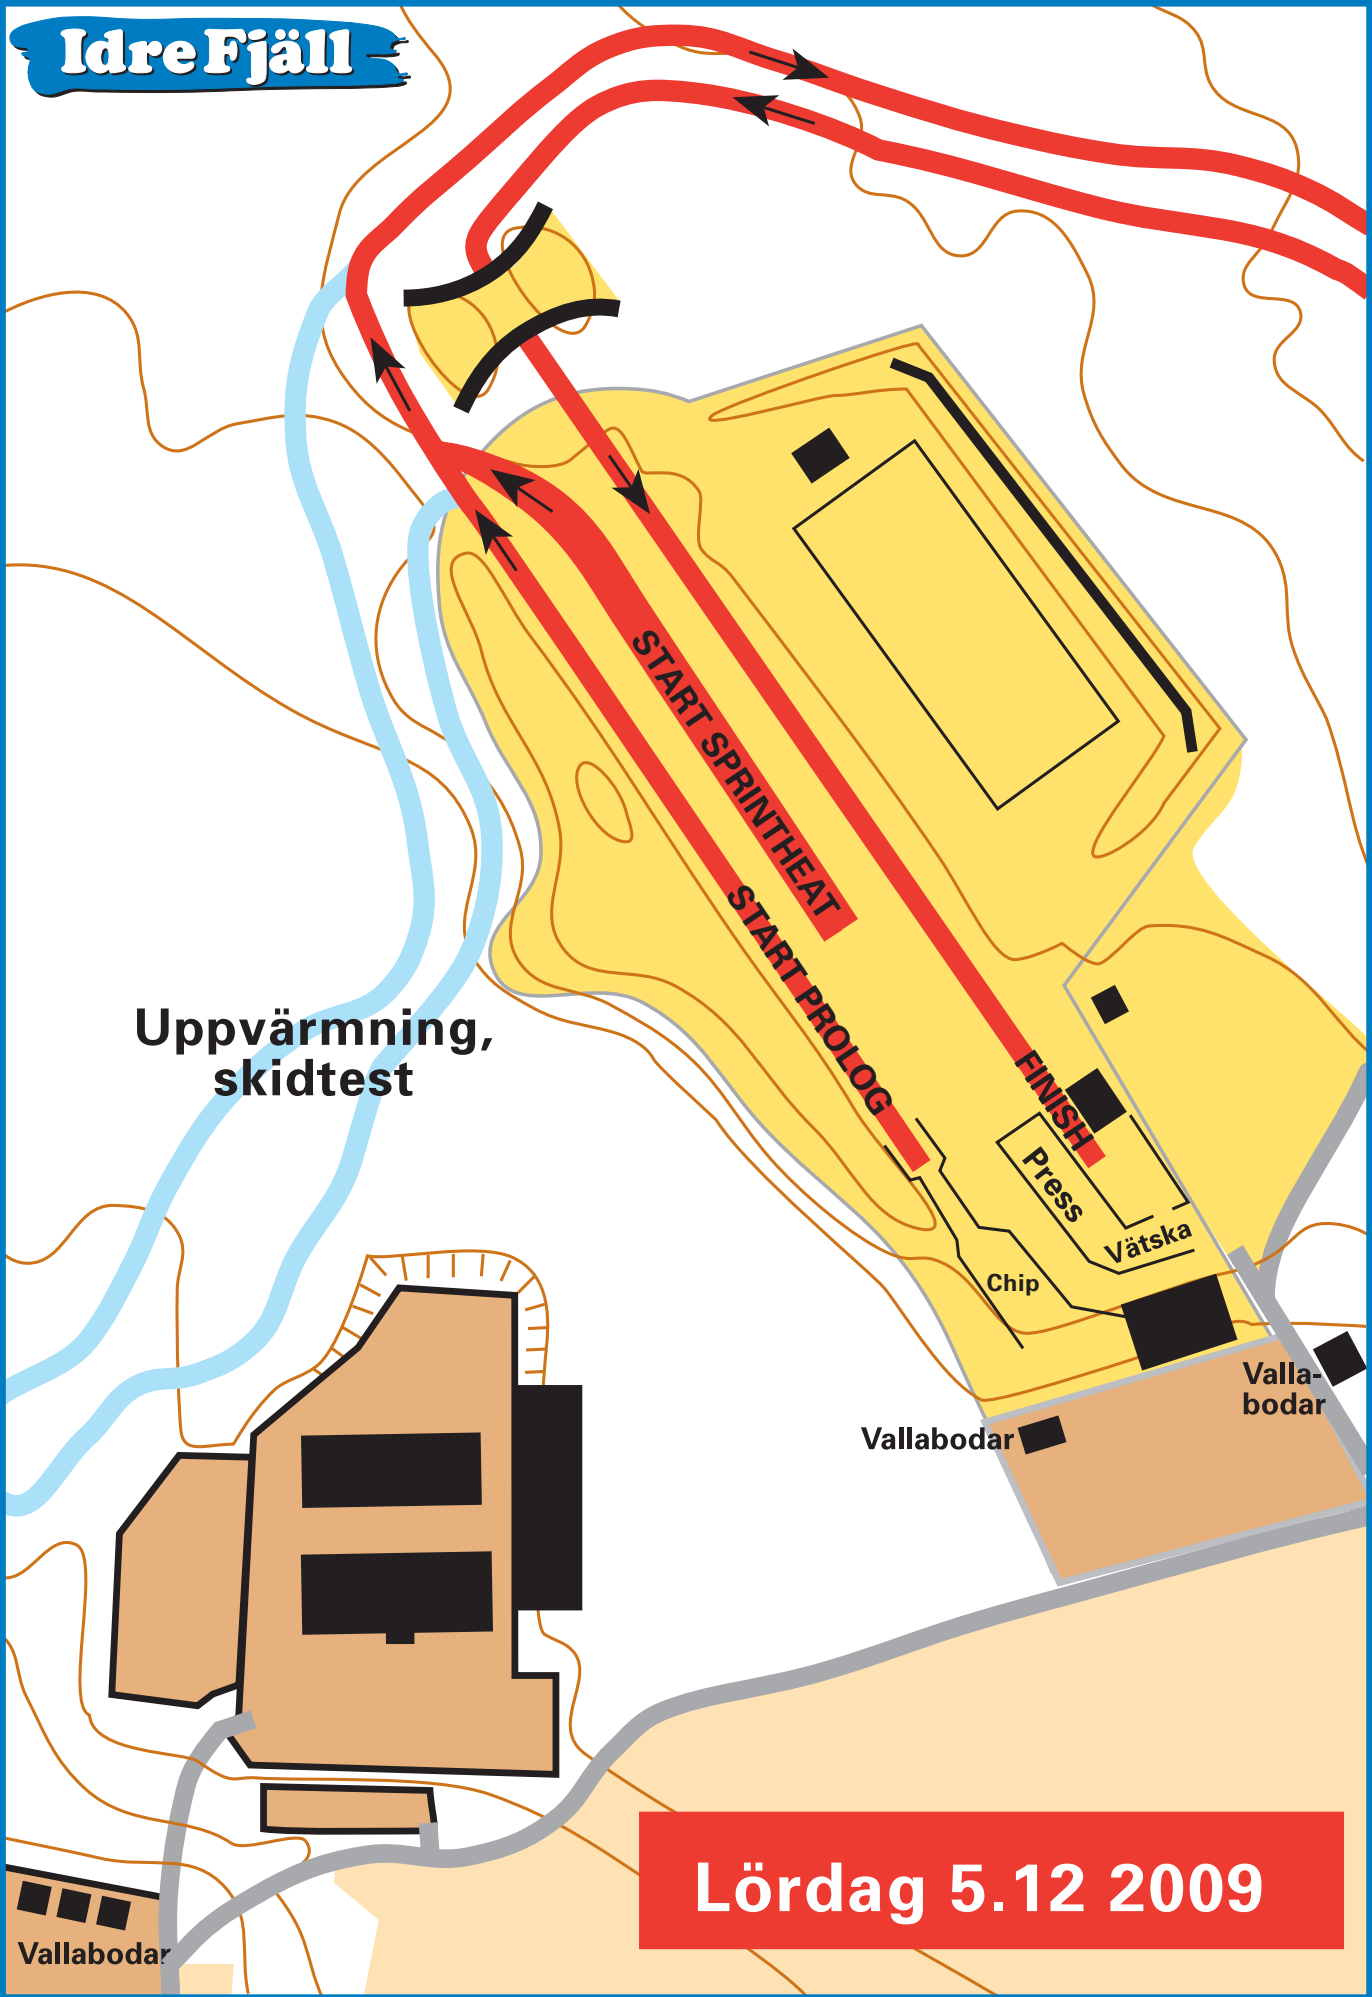 Idre Fjäll
START SPRINTHEAT
START PROLOG
Uppvärmning,
skidtest
FINISH
Press
Vätska
Chip
Valla-
bodar
Vallabodar
Lördag 5.12 2009
Vallabodar